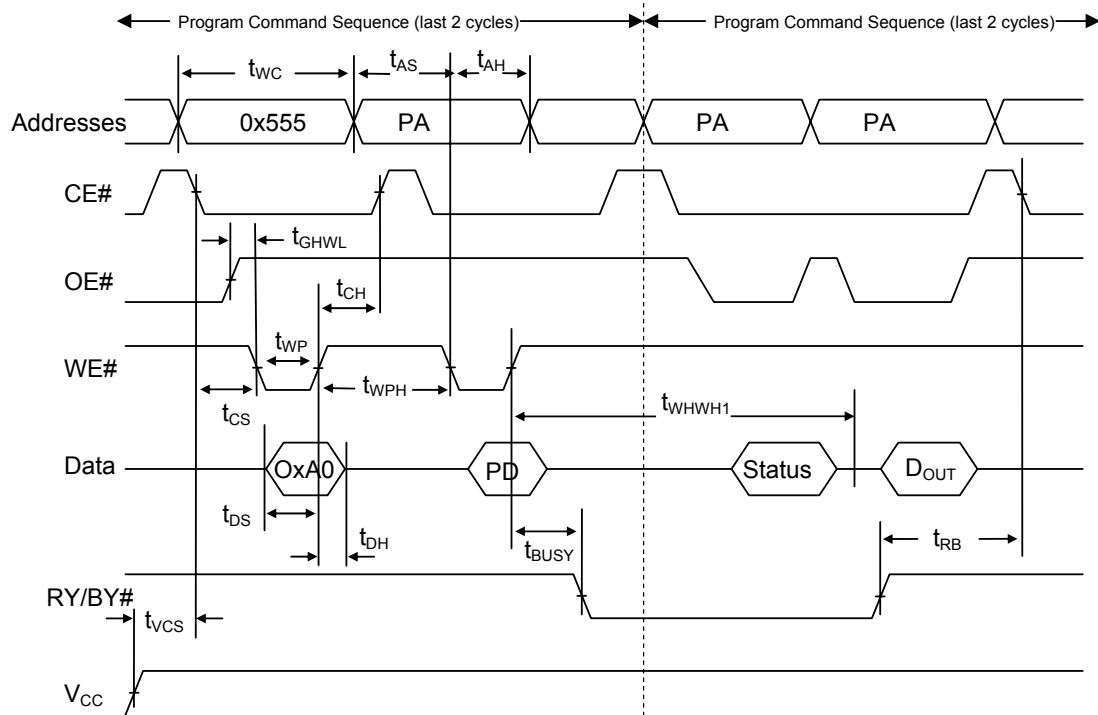 Program Command Sequence (last 2 cycles)
Program Command Sequence (last 2 cycles)
tWC
tAS
tAH
Addresses
0x555
PA
PA
PA
CE#
tGHWL
OE#
tCH
tWP
WE#
tWPH
tWHWH1
tCS
Data
OxA0
PD
Status
DOUT
tDS
tDH
tBUSY
tRB
RY/BY#
tVCS
VCC